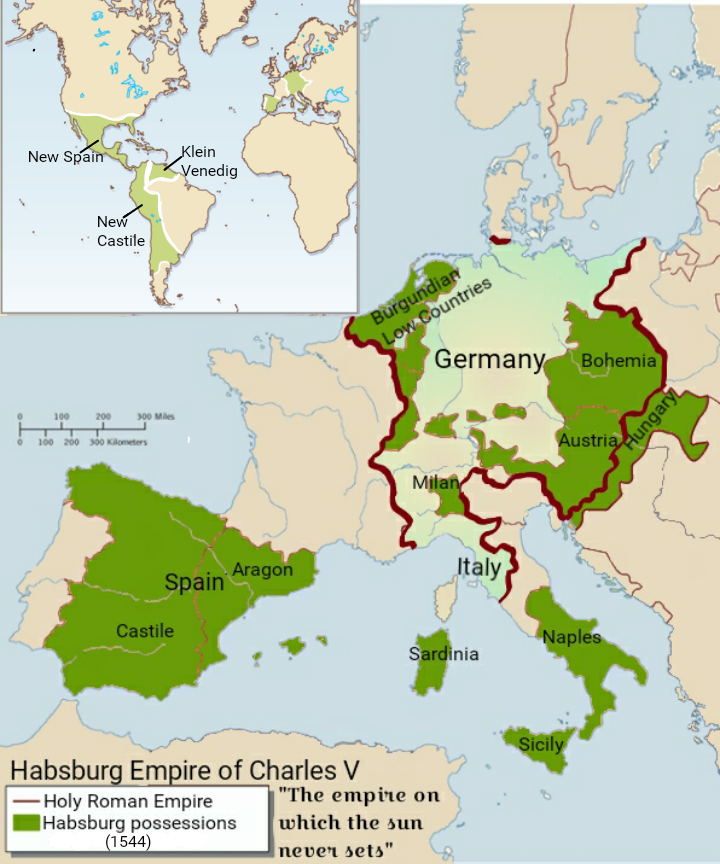 New Spain
Klein
Venedig
New
Castile
Burgundian
Low Countries
Germany
Bohemia
Hungary
Austria
0 100 200 300 Miles
0 100 200 300 Kilometers
Milan
Italy
Aragon
Spain
Castile
Naples
Sardinia
Sicily
Habsburg Empire of Charles V
Holy Roman Empire
Habsburg possessions
(1544)
"The empire on
which the sun
never sets"